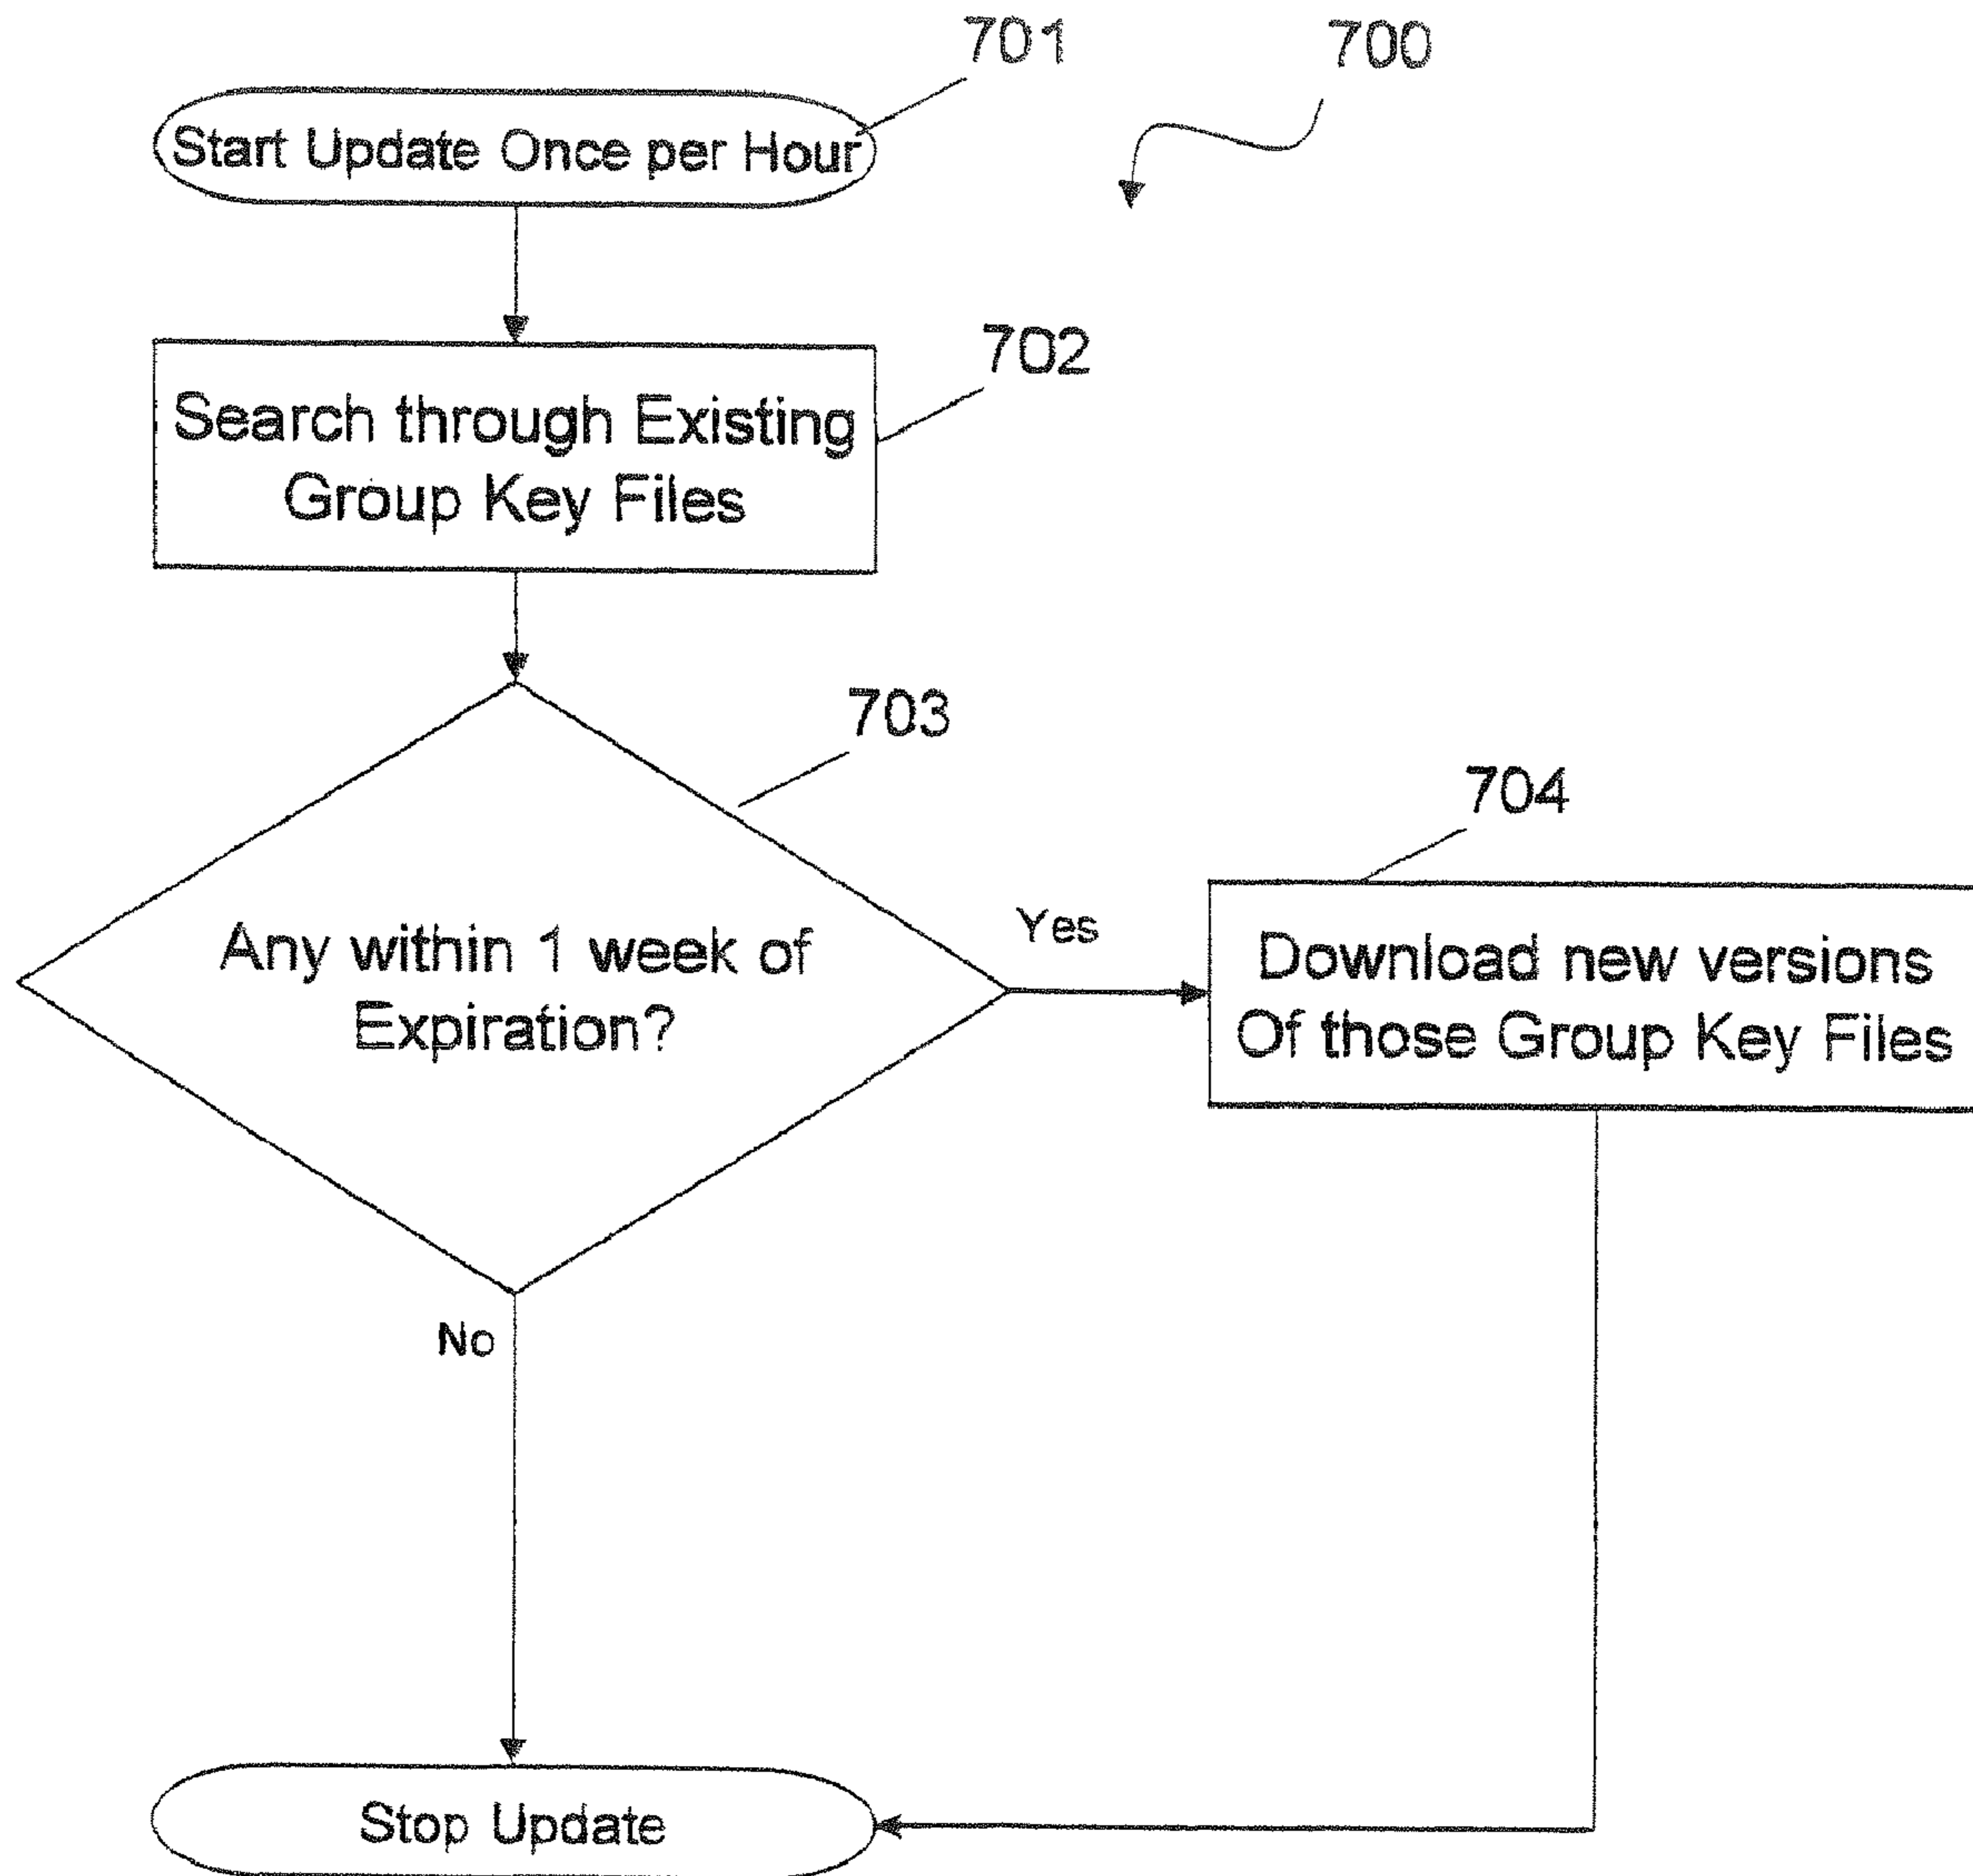 701
700
Start Update Once per Hour
702
Search through Existing
Group Key Files
703
704
Any within 1 week of
Expiration?
Yes
Download new versions
Of those Group Key Files
No
Stop Update